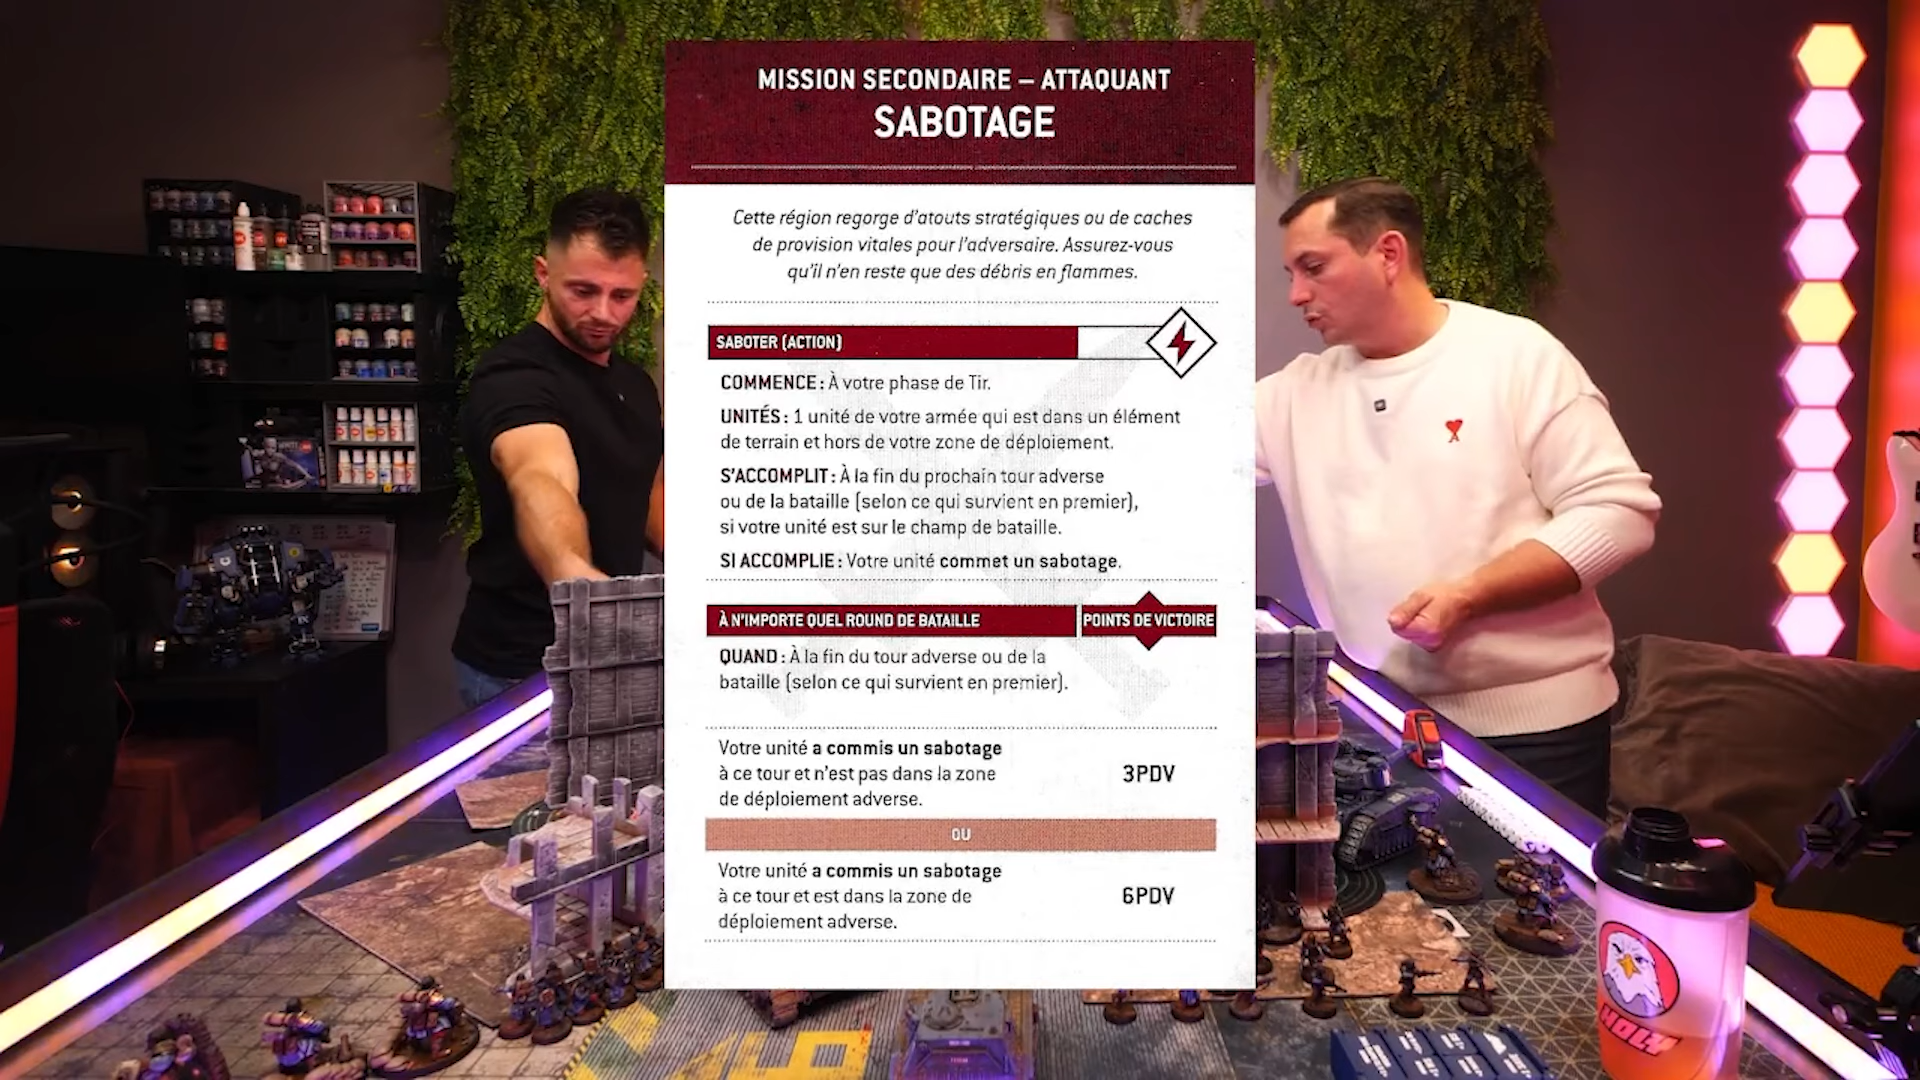 MISSION SECONDAIRE – ATTAQUANT
SABOTAGE
Cette région regorge d'atouts stratégiques ou de caches
de provision vitales pour l'adversaire. Assurez-vous
qu'il n'en reste que des débris en flammes.
SABOTER (ACTION)
COMMENCE : À votre phase de Tir.
UNITÉS : 1 unité de votre armée qui est dans un élément
de terrain et hors de votre zone de déploiement.
S'ACCOMPLIT : À la fin du prochain tour adverse
ou de la bataille (selon ce qui survient en premier),
si votre unité est sur le champ de bataille.
SI ACCOMPLIE : Votre unité commet un sabotage.
À N'IMPORTE QUEL ROUND DE BATAILLE
POINTS DE VICTOIRE
QUAND : À la fin du tour adverse ou de la
bataille (selon ce qui survient en premier).
Votre unité a commis un sabotage
à ce tour et n'est pas dans la zone
de déploiement adverse.
3PDV
OU
Votre unité a commis un sabotage
à ce tour et est dans la zone de
déploiement adverse.
6PDV
HOLY